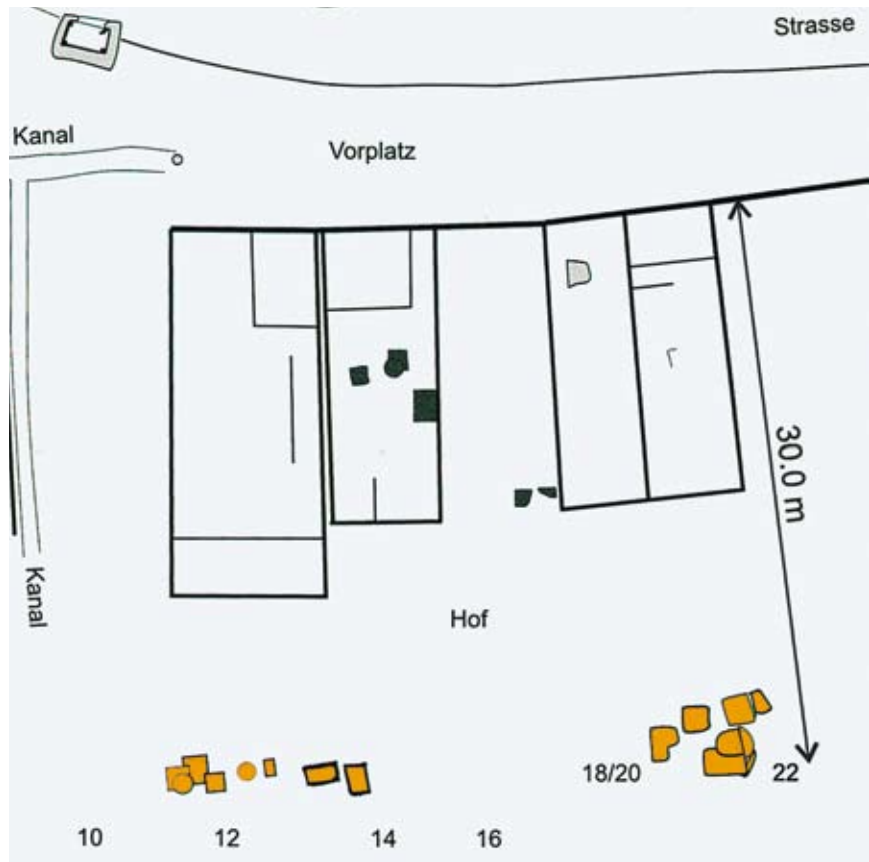 Strasse
Kanal
Vorplatz
30.0 m
Kanal
Hof
18/20
22
10
12
14
16